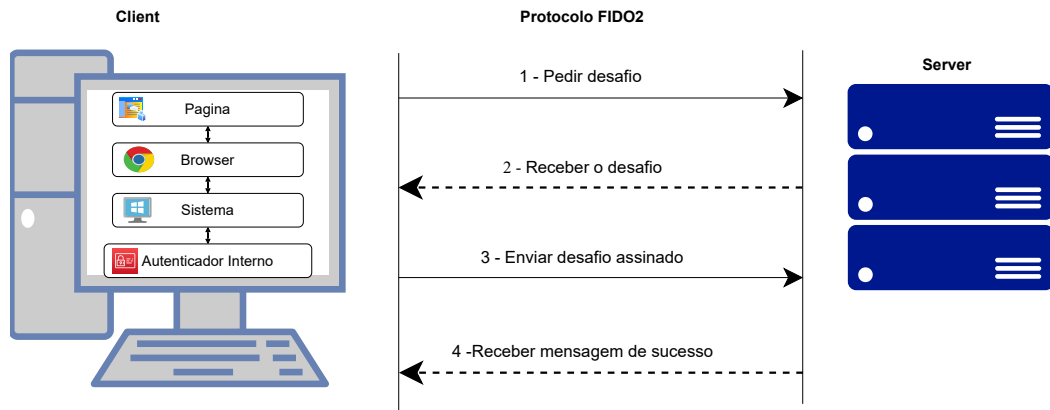 Client
Protocolo FIDO2
Server
Pagina
Browser
Sistema
Autenticador Interno
1 - Pedir desafio
2 - Receber o desafio
3 - Enviar desafio assinado
4 -Receber mensagem de sucesso